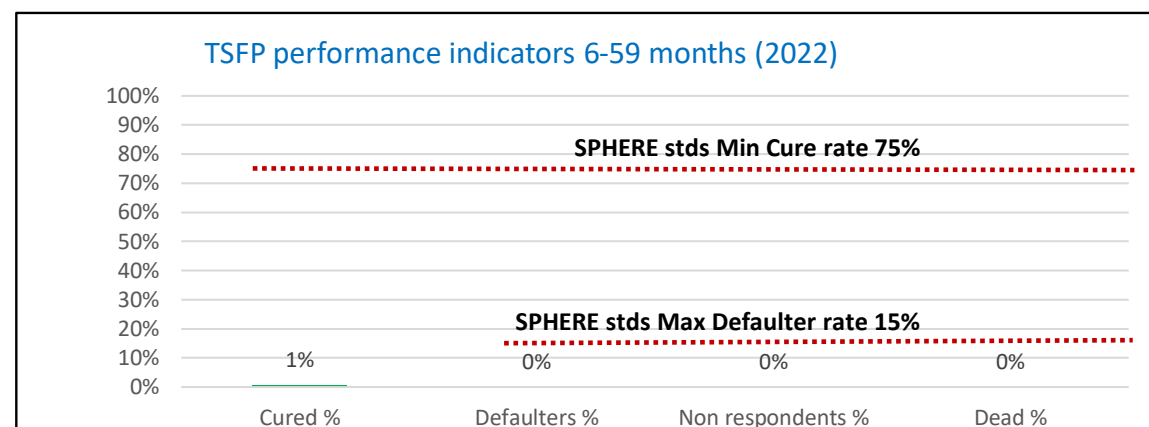 TSFP performance indicators 6-59 months (2022)
100%
90%
80%
70%
60%
50%
40%
30%
20%
10%
0%
SPHERE stds Min Cure rate 75%
SPHERE stds Max Defaulter rate 15%
1%
0%
0%
0%
Cured %
Defaulters %
Non respondents %
Dead %